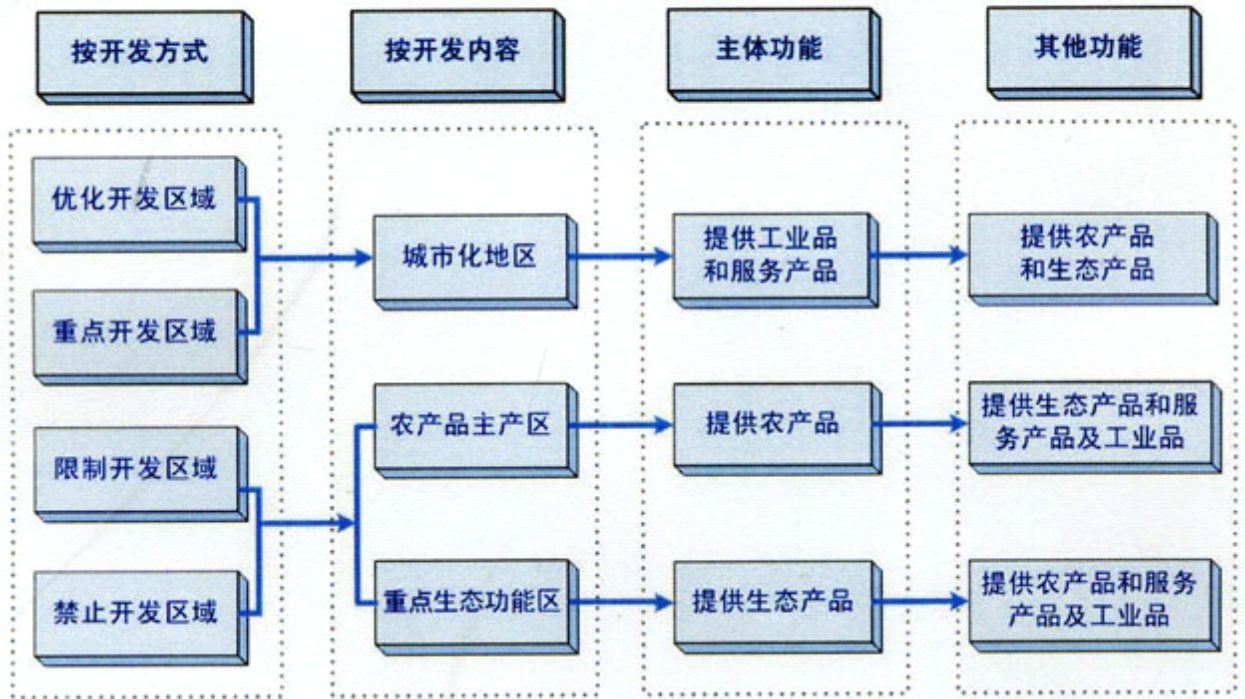 按开发方式
按开发内容
主体功能
其他功能
优化开发区域
重点开发区域
限制开发区域
禁止开发区域
城市化地区
农产品主产区
重点生态功能区
提供工业品
和服务产品
提供农产品
提供生态产品
提供农产品
和生态产品
提供生态产品和服
务产品及工业品
提供农产品和服务
产品及工业品